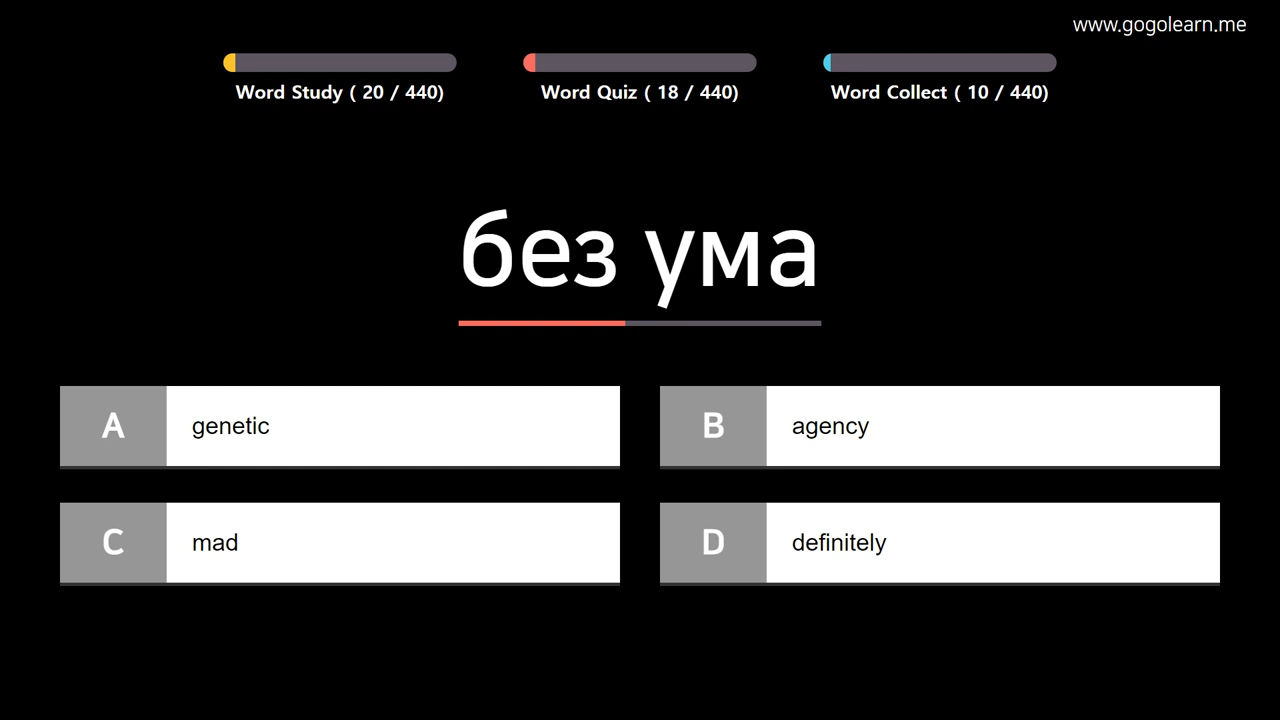 www.gogolearn.me
Word Study ( 20 / 440)
Word Quiz ( 18 / 440)
Word Collect ( 10 / 440)
без ума
A genetic
B agency
C mad
D definitely